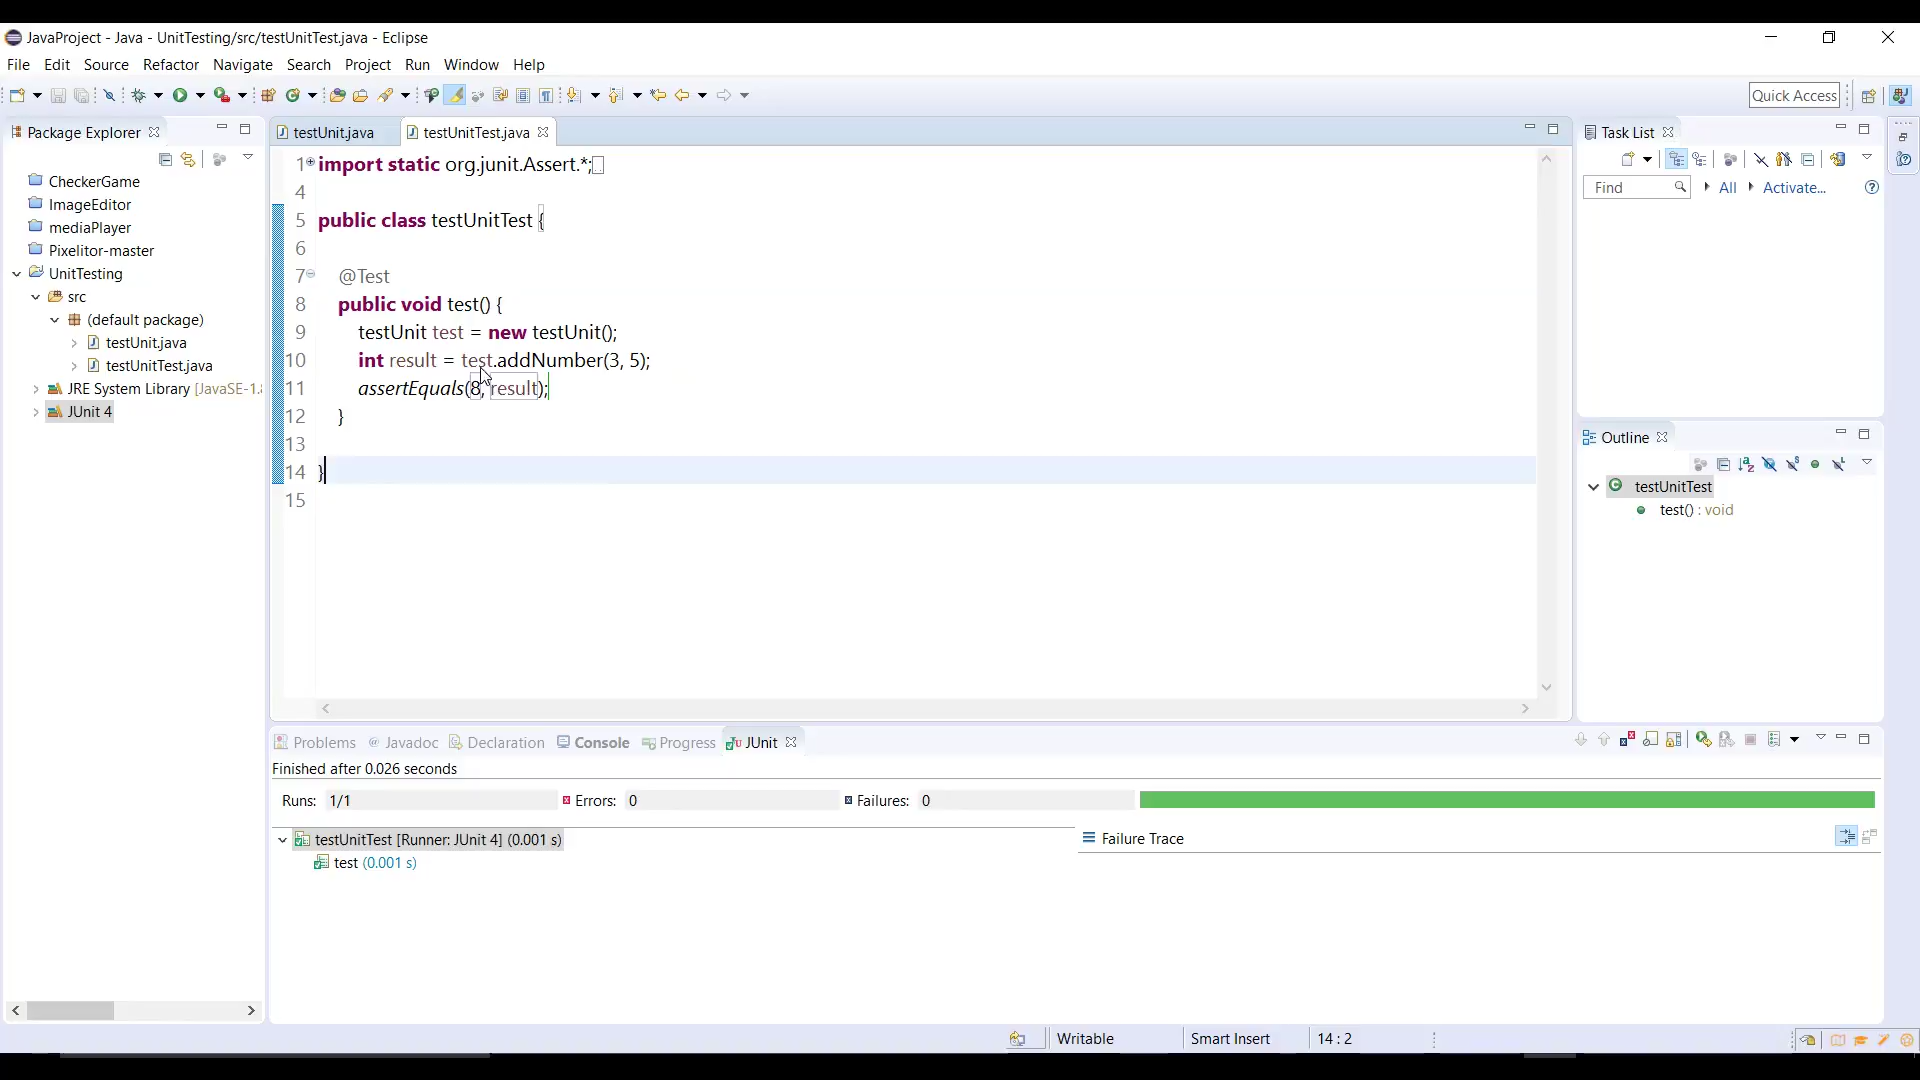 JavaProject - Java - UnitTesting/src/testUnitTest.java - Eclipse
File Edit Source Refactor Navigate Search Project Run Window Help
Quick Access
Package Explorer
CheckerGame
ImageEditor
mediaPlayer
Pixelitor-master
UnitTesting
src
(default package)
testUnit.java
testUnitTest.java
JRE System Library [JavaSE-1.8
JUnit 4
testUnit.java testUnitTest.java
1 import static org.junit.Assert.*;
4
5 public class testUnitTest {
6
7 @Test
8 public void test() {
9 testUnit test = new testUnit();
10 int result = test.addNumber(3, 5);
11 assertEquals(8, result);
12 }
13
14 }
15
Task List
Find All Activate...
Outline
testUnitTest
test() : void
Problems Javadoc Declaration Console Progress JUnit
Finished after 0.026 seconds
Runs: 1/1 Errors: 0 Failures: 0
testUnitTest [Runner: JUnit 4] (0.001 s)
test (0.001 s)
Failure Trace
Writable Smart Insert 14 : 2